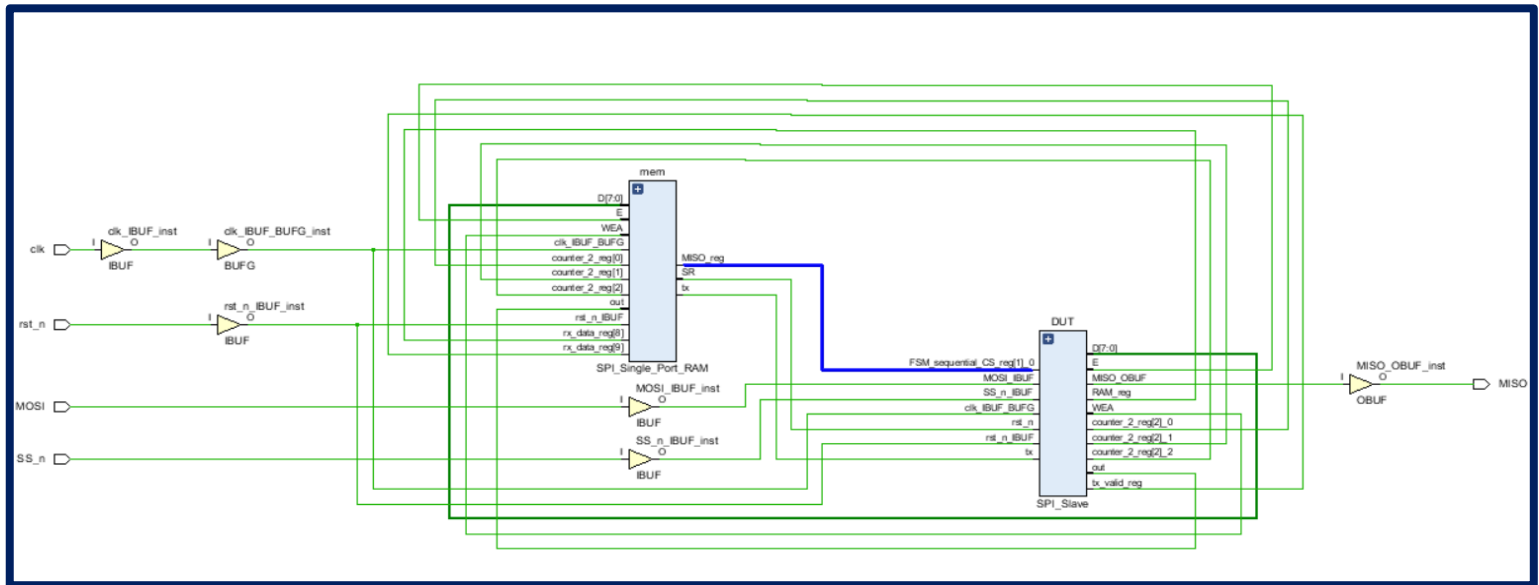 clk
I
clk_IBUF_inst
O
IBUF
I
clk_IBUF_BUFG_inst
O
BUFG
rst_n
I
rst_n_IBUF_inst
O
IBUF
MOSI
I
MOSI_IBUF_inst
O
IBUF
SS_n
I
SS_n_IBUF_inst
O
IBUF
mem
D[7:0]
E
WEA
clk_IBUF_BUFG
counter_2_reg[0]
counter_2_reg[1]
counter_2_reg[2]
out
rst_n_IBUF
rx_data_reg[8]
rx_data_reg[9]
MISO_reg
SR
tx
SPI_Single_Port_RAM
DUT
FSM_sequential_CS_reg[1]_0
MOSI_IBUF
SS_n_IBUF
clk_IBUF_BUFG
rst_n
rst_n_IBUF
tx
D[7:0]
E
MISO_OBUF
RAM_reg
WEA
counter_2_reg[2]_0
counter_2_reg[2]_1
counter_2_reg[2]_2
out
tx_valid_reg
SPI_Slave
I
MISO_OBUF_inst
O
OBUF
MISO